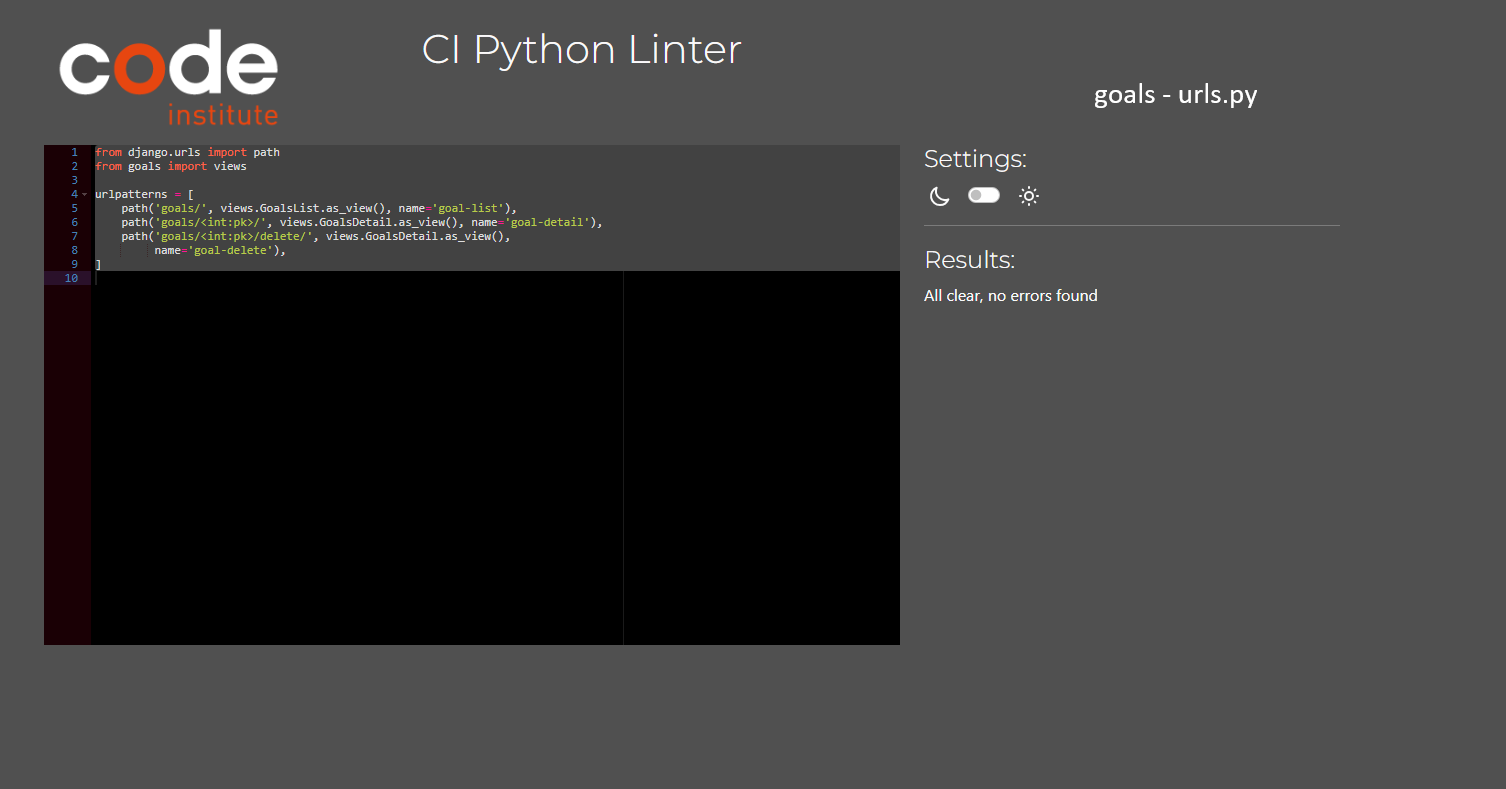 code
institute
CI Python Linter
goals - urls.py
1 from django.urls import path
2 from goals import views
3
4 urlpatterns = [
5     path('goals/', views.GoalsList.as_view(), name='goal-list'),
6     path('goals/<int:pk>/', views.GoalsDetail.as_view(), name='goal-detail'),
7     path('goals/<int:pk>/delete/', views.GoalsDetail.as_view(),
8          name='goal-delete'),
9 ]
10
Settings:
Results:
All clear, no errors found